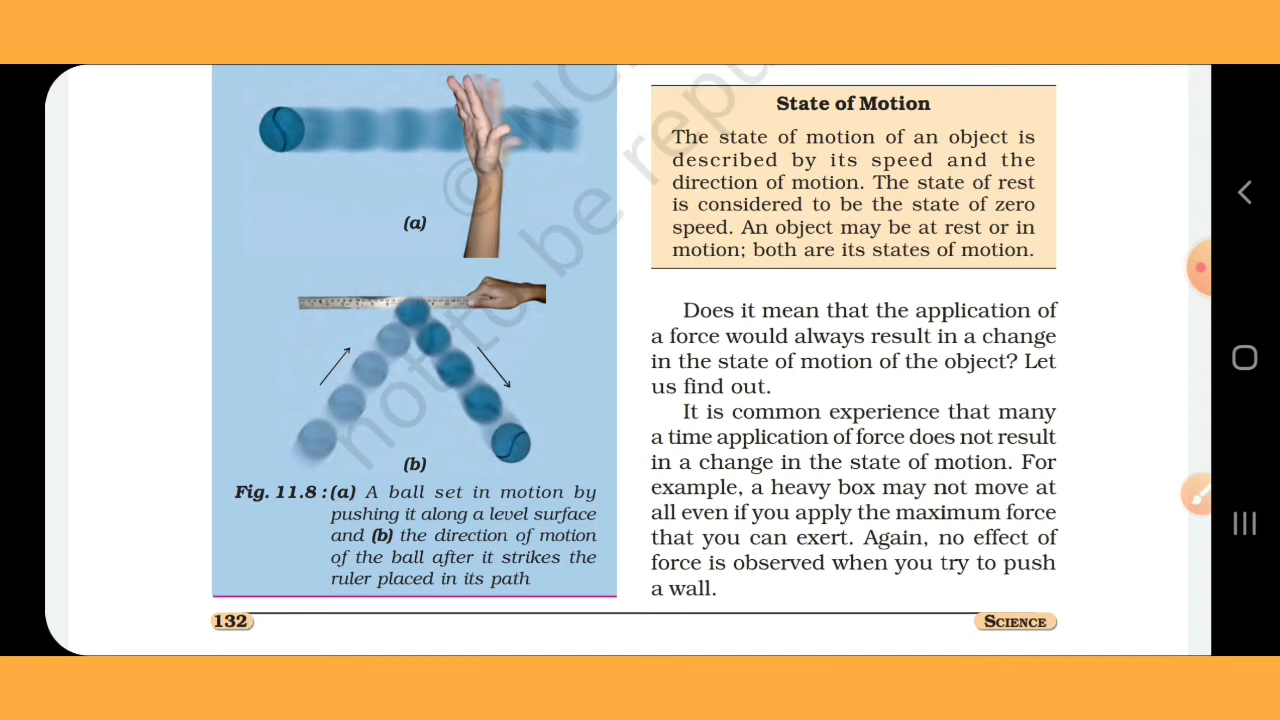 (a)
(b)
Fig. 11.8 : (a) A ball set in motion by
pushing it along a level surface
and (b) the direction of motion
of the ball after it strikes the
ruler placed in its path
State of Motion
The state of motion of an object is
described by its speed and the
direction of motion. The state of rest
is considered to be the state of zero
speed. An object may be at rest or in
motion; both are its states of motion.
Does it mean that the application of
a force would always result in a change
in the state of motion of the object? Let
us find out.
It is common experience that many
a time application of force does not result
in a change in the state of motion. For
example, a heavy box may not move at
all even if you apply the maximum force
that you can exert. Again, no effect of
force is observed when you try to push
a wall.
132
SCIENCE
not to be